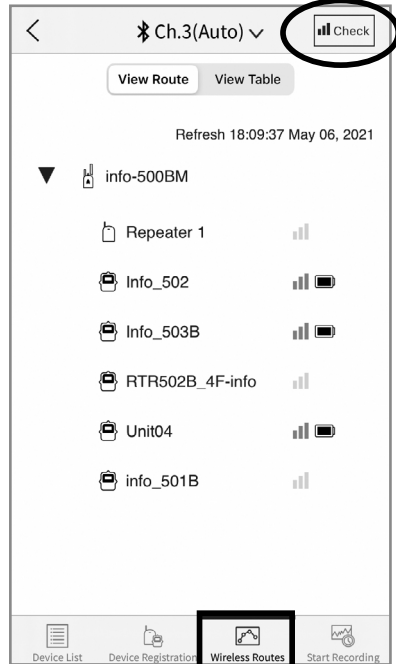 Ch.3(Auto)
Check
View Route View Table
Refresh 18:09:37 May 06, 2021
info-500BM
Repeater 1
Info_502
Info_503B
RTR502B_4F-info
Unit04
info_501B
Device List Device Registration Wireless Routes Start Recording